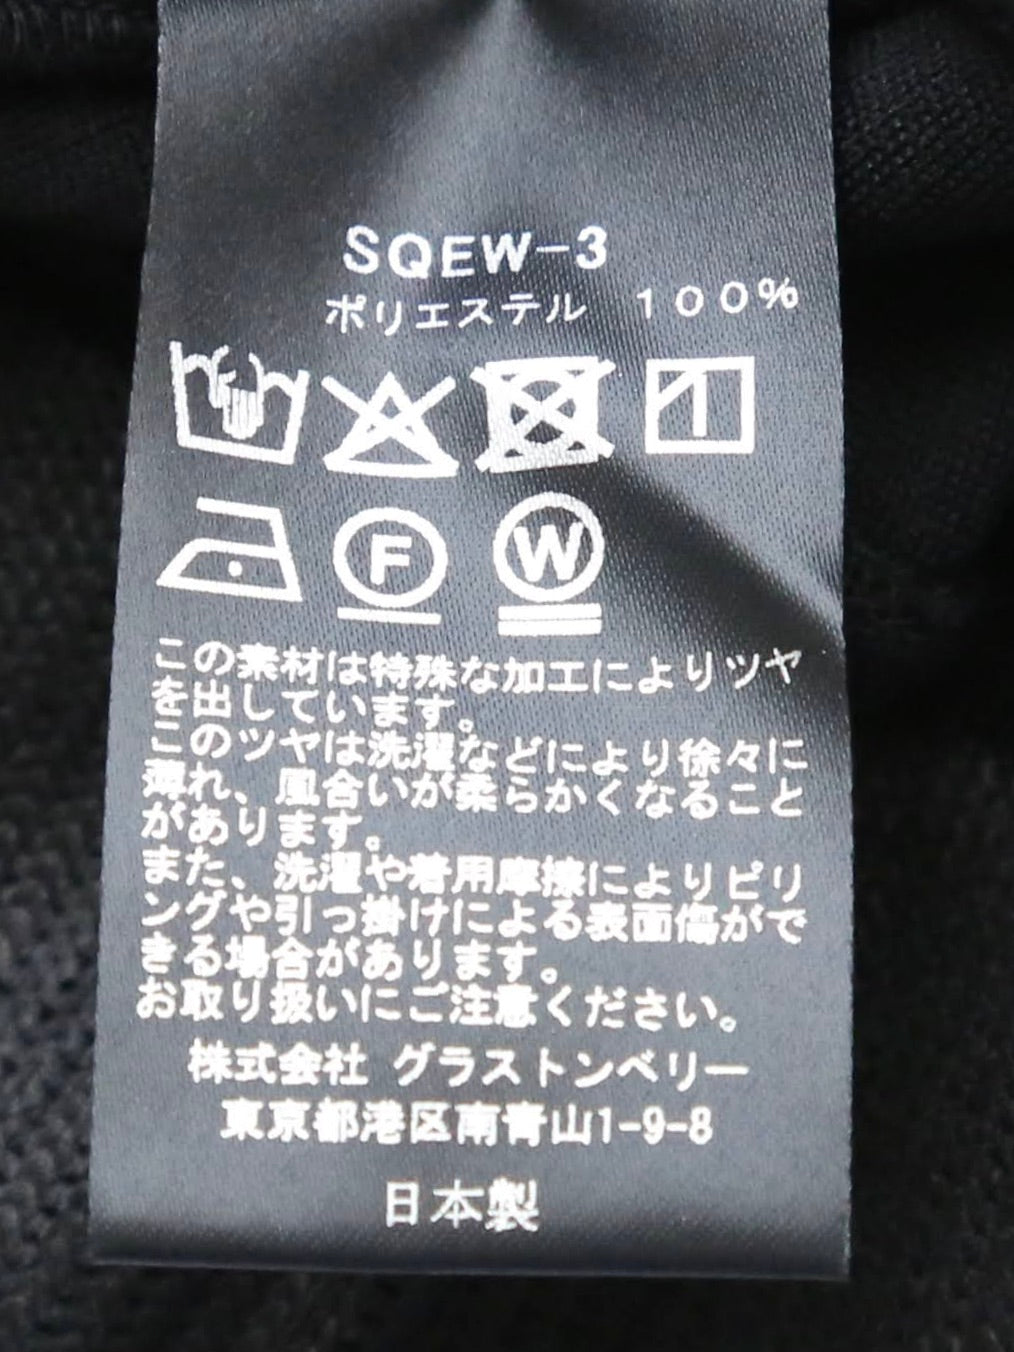 SQEW-3
ポリエステル 100%
F W
この素材は特殊な加工によりツヤ
を出しています。
このツヤは洗濯などにより徐々に
薄れ、風合いが柔らかくなること
があります。
また、洗濯や着用摩擦によりピリ
ングや引っ掛けによる表面傷がで
きる場合があります。
お取り扱いにご注意ください。
株式会社 グラストンベリー
東京都港区南青山1-9-8
日本製